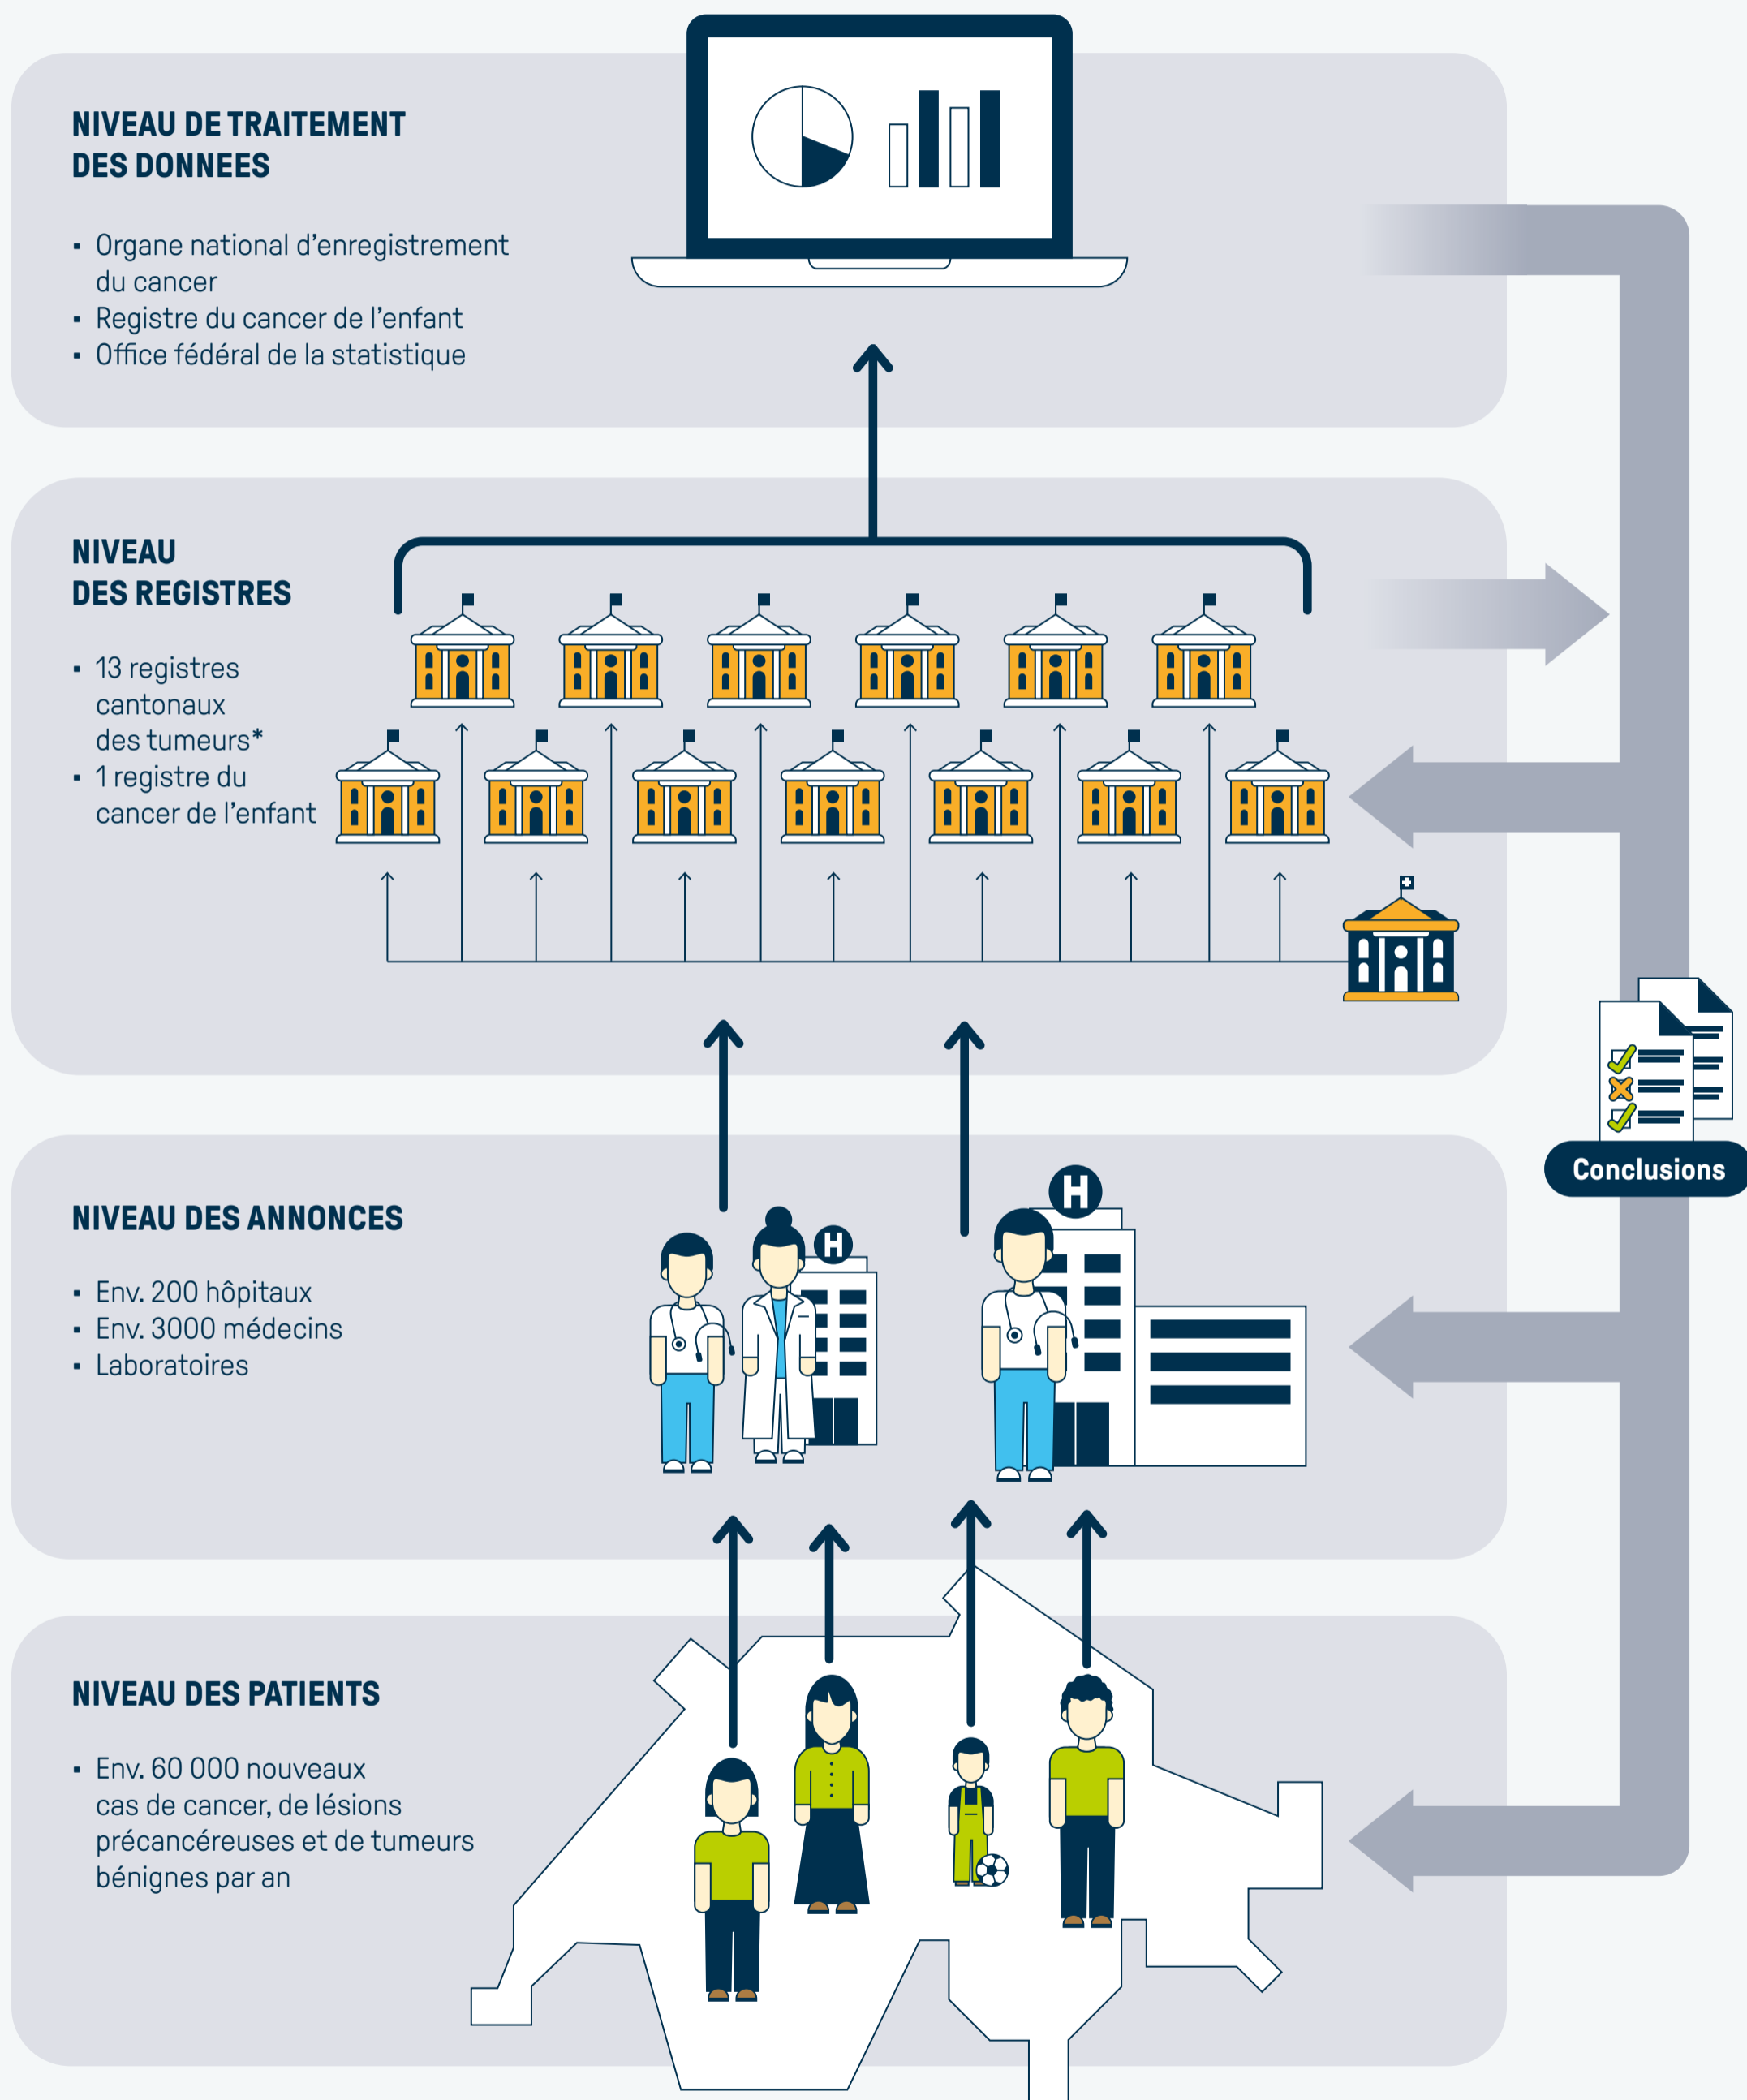 NIVEAU DE TRAITEMENT
DES DONNEES
▪ Organe national d’enregistrement
du cancer
▪ Registre du cancer de l’enfant
▪ Office fédéral de la statistique
NIVEAU
DES REGISTRES
▪ 13 registres
cantonaux
des tumeurs*
▪ 1 registre du
cancer de l’enfant
Conclusions
NIVEAU DES ANNONCES
▪ Env. 200 hôpitaux
▪ Env. 3000 médecins
▪ Laboratoires
H
H
NIVEAU DES PATIENTS
▪ Env. 60 000 nouveaux
cas de cancer, de lésions
précancéreuses et de tumeurs
bénignes par an